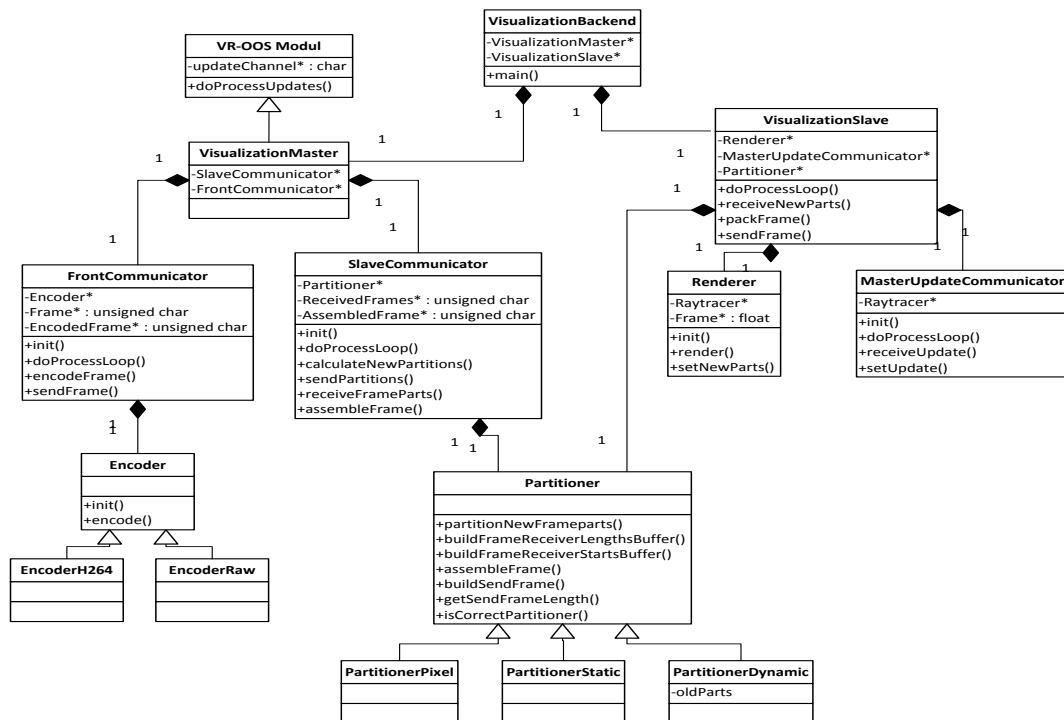 VisualizationBackend
-VisualizationMaster*
-VisualizationSlave*
+main()
VR-OOS Modul
-updateChannel* : char
+doProcessUpdates()
1
1
1
1
VisualizationMaster
-SlaveCommunicator*
-FrontCommunicator*
1
1
1
VisualizationSlave
-Renderer*
-MasterUpdateCommunicator*
-Partitioner*
+doProcessLoop()
+receiveNewParts()
+packFrame()
+sendFrame()
1
1
1
1
1
1
1
FrontCommunicator
-Encoder*
-Frame* : unsigned char
-EncodedFrame* : unsigned char
+init()
+doProcessLoop()
+encodeFrame()
+sendFrame()
1
1
SlaveCommunicator
-Partitioner*
-ReceivedFrames* : unsigned char
-AssembledFrame* : unsigned char
+init()
+doProcessLoop()
+calculateNewPartitions()
+sendPartitions()
+receiveFrameParts()
+assembleFrame()
1
1
1
Renderer
-Raytracer*
-Frame* : float
+init()
+render()
+setNewParts()
MasterUpdateCommunicator
-Raytracer*
+init()
+doProcessLoop()
+receiveUpdate()
+setUpdate()
Encoder
+init()
+encode()
EncoderH264
EncoderRaw
Partitioner
+partitionNewFrameparts()
+buildFrameReceiverLengthsBuffer()
+buildFrameReceiverStartsBuffer()
+assembleFrame()
+buildSendFrame()
+getSendFrameLength()
+isCorrectPartitioner()
PartitionerPixel
PartitionerStatic
PartitionerDynamic
-oldParts